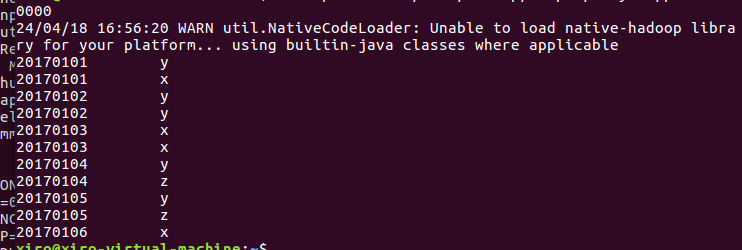 0000
24/04/18 16:56:20 WARN util.NativeCodeLoader: Unable to load native-hadoop libra
ry for your platform... using builtin-java classes where applicable
20170101 y
20170101 x
20170102 y
20170102 y
20170103 x
20170103 x
20170104 y
20170104 z
20170105 y
20170105 z
20170106 x
xiro@xiro-virtual-machine:~$